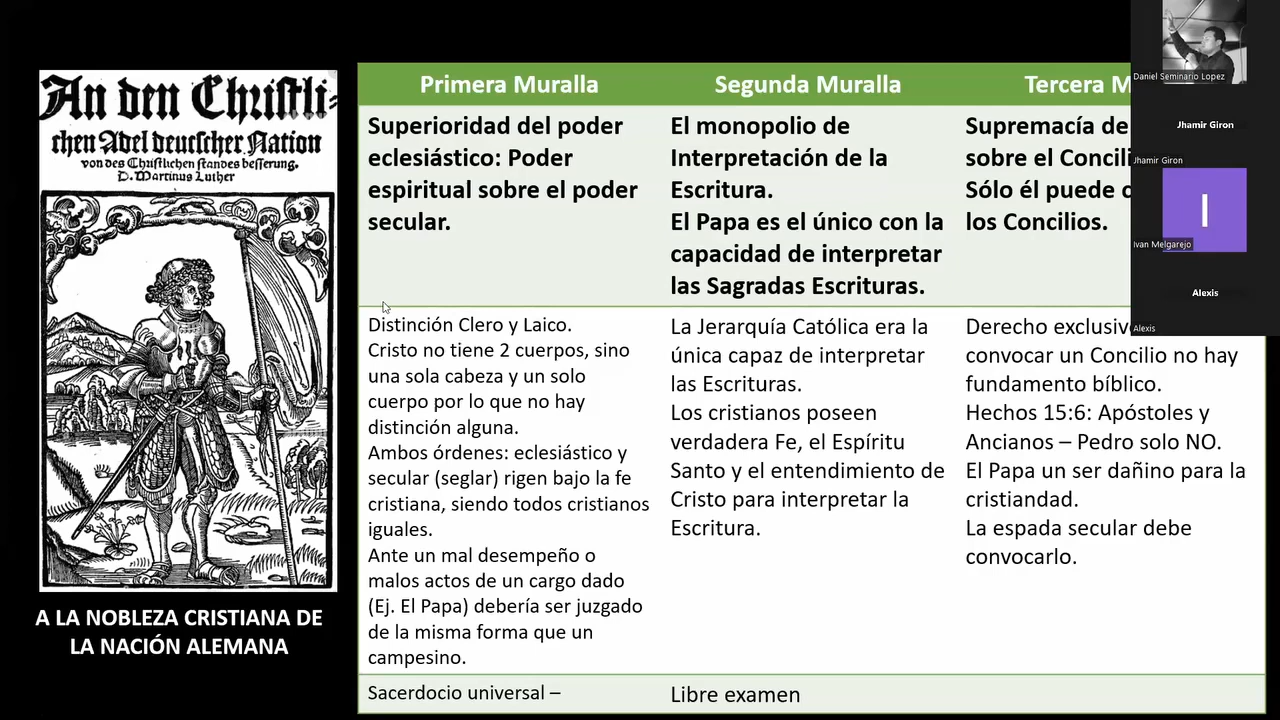 An den Christli-
chen Adel deutscher Nation
von des Christlichen standes besserung.
D. Martinus Luther
A LA NOBLEZA CRISTIANA DE
LA NACIÓN ALEMANA
Primera Muralla
Superioridad del poder
eclesiástico: Poder
espiritual sobre el poder
secular.
Distinción Clero y Laico.
Cristo no tiene 2 cuerpos, sino
una sola cabeza y un solo
cuerpo por lo que no hay
distinción alguna.
Ambos órdenes: eclesiástico y
secular (seglar) rigen bajo la fe
cristiana, siendo todos cristianos
iguales.
Ante un mal desempeño o
malos actos de un cargo dado
(Ej. El Papa) debería ser juzgado
de la misma forma que un
campesino.
Sacerdocio universal –
Segunda Muralla
El monopolio de
Interpretación de la
Escritura.
El Papa es el único con la
capacidad de interpretar
las Sagradas Escrituras.
La Jerarquía Católica era la
única capaz de interpretar
las Escrituras.
Los cristianos poseen
verdadera Fe, el Espíritu
Santo y el entendimiento de
Cristo para interpretar la
Escritura.
Libre examen
Tercera
Supremacía de
sobre el
Sólo él puede
los Concilios.
Derecho
convocar un Concilio no hay
fundamento bíblico.
Hechos 15:6: Apóstoles y
Ancianos – Pedro solo NO.
El Papa un ser dañino para la
cristiandad.
La espada secular debe
convocarlo.
Daniel Seminario Lopez
Jhamir Giron
Jhamir Giron
I
Ivan Melgarejo
Alexis
Alexis